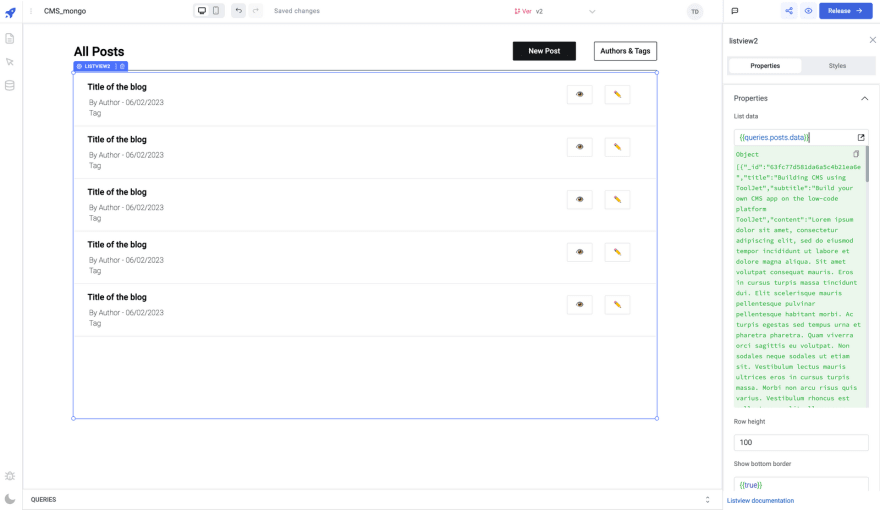 CMS_mongo
Saved changes
Ver v2
TD
Release →
All Posts
New Post
Authors & Tags
LISTVIEW2
Title of the blog
By Author - 06/02/2023
Tag
Title of the blog
By Author - 06/02/2023
Tag
Title of the blog
By Author - 06/02/2023
Tag
Title of the blog
By Author - 06/02/2023
Tag
Title of the blog
By Author - 06/02/2023
Tag
QUERIES
listview2
Properties
Styles
Properties
List data
{{queries.posts.data}}
Object
[{"_id":"63fc77d581da6a5c4b21ea6e
","title":"Building CMS using
ToolJet","subtitle":"Build your
own CMS app on the low-code
platform
ToolJet","content":"Lorem ipsum
dolor sit amet, consectetur
adipiscing elit, sed do eiusmod
tempor incididunt ut labore et
dolore magna aliqua. Sit amet
volutpat consequat mauris. Eros
in cursus turpis massa tincidunt
dui. Elit scelerisque mauris
pellentesque pulvinar
pellentesque habitant morbi. Ac
turpis egestas sed tempus urna et
pharetra pharetra. Quam viverra
orci sagittis eu volutpat. Non
sodales neque sodales ut etiam
sit. Vestibulum lectus mauris
ultrices eros in cursus turpis
massa. Morbi non arcu risus quis
varius. Vestibulum rhoncus est
Row height
100
Show bottom border
{{true}}
Listview documentation